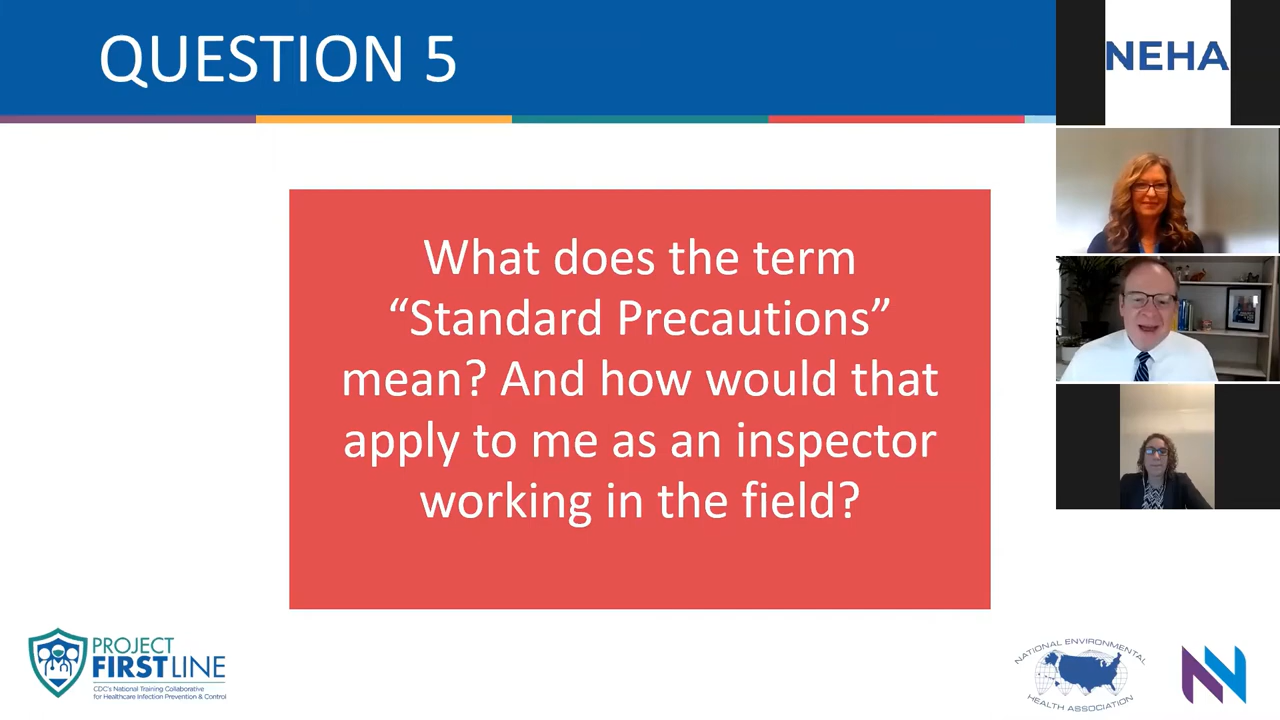 QUESTION 5
NEHA
What does the term
“Standard Precautions”
mean? And how would that
apply to me as an inspector
working in the field?
PROJECT
FIRSTLINE
CDC's National Training Collaborative
for Healthcare Infection Prevention & Control
NATIONAL ENVIRONMENTAL
HEALTH ASSOCIATION